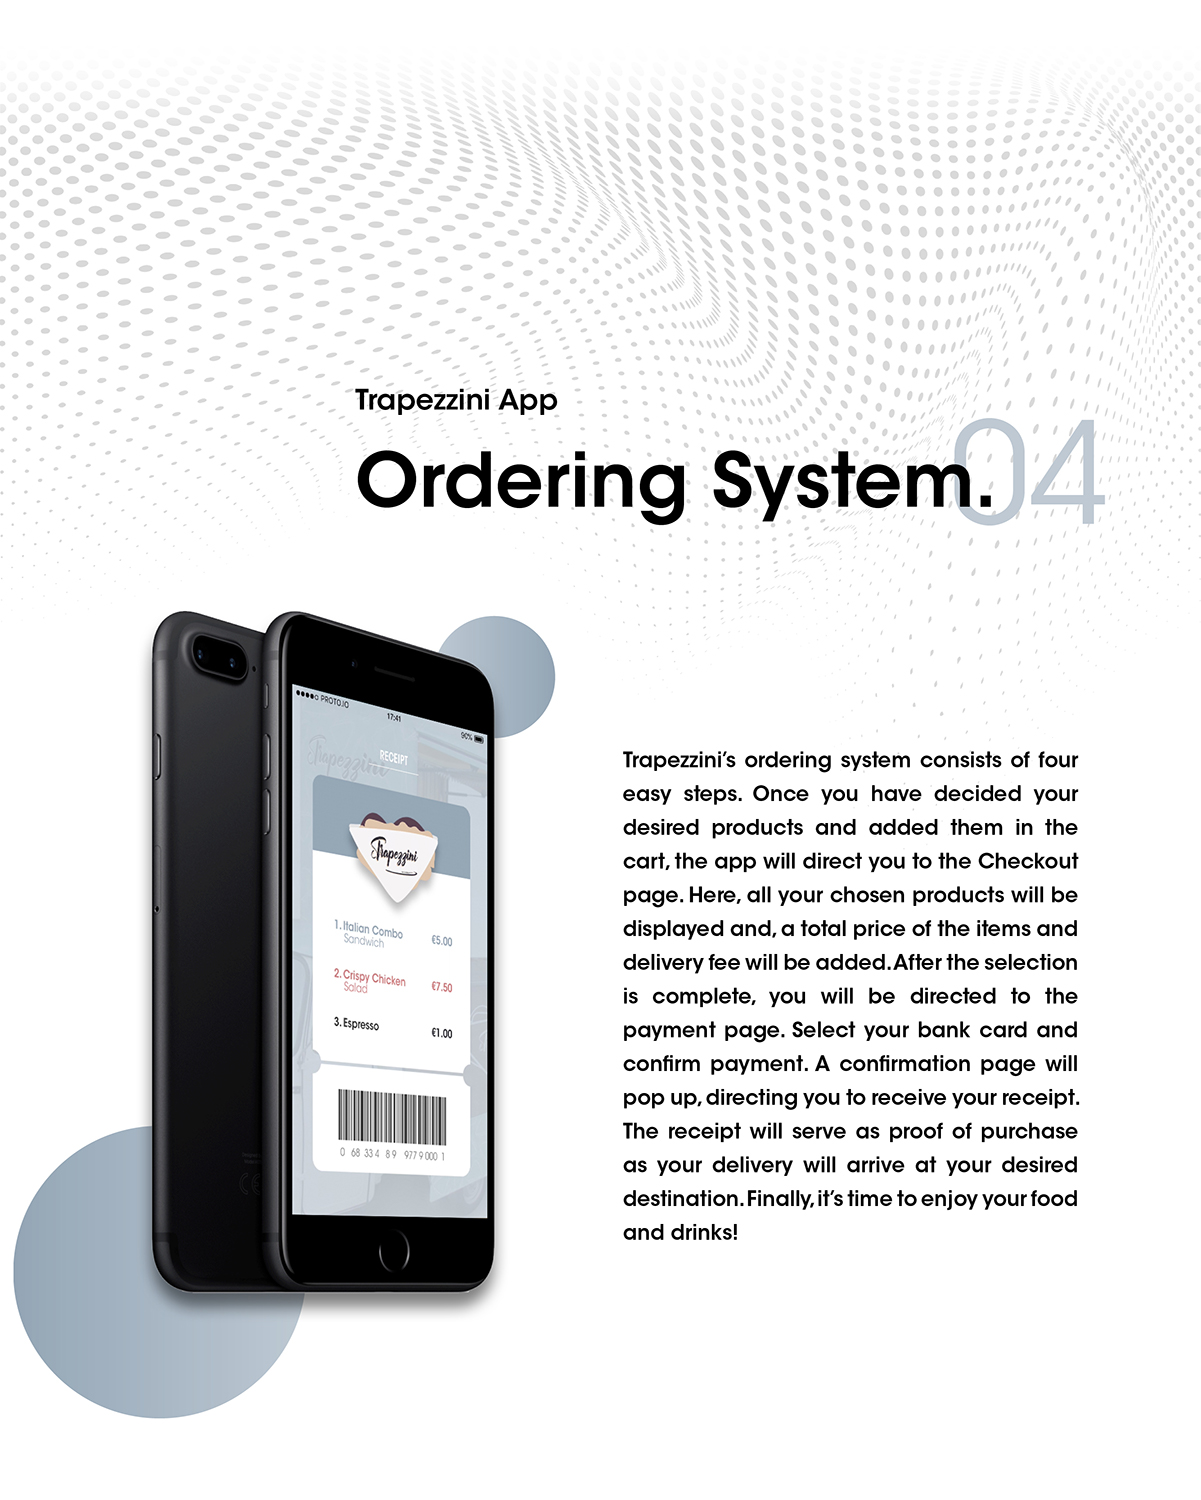 Trapezzini App
Ordering System.
04
PROTO.IO
17:41
90%
Trapezzini
RECEIPT
Trapezzini
1. Italian Combo
Sandwich
€5.00
2. Crispy Chicken
Salad
€7.50
3. Espresso
€1.00
0 68 334 8 9 977 9 000 1
Trapezzini's ordering system consists of four
easy steps. Once you have decided your
desired products and added them in the
cart, the app will direct you to the Checkout
page. Here, all your chosen products will be
displayed and, a total price of the items and
delivery fee will be added. After the selection
is complete, you will be directed to the
payment page. Select your bank card and
confirm payment. A confirmation page will
pop up, directing you to receive your receipt.
The receipt will serve as proof of purchase
as your delivery will arrive at your desired
destination. Finally, it's time to enjoy your food
and drinks!